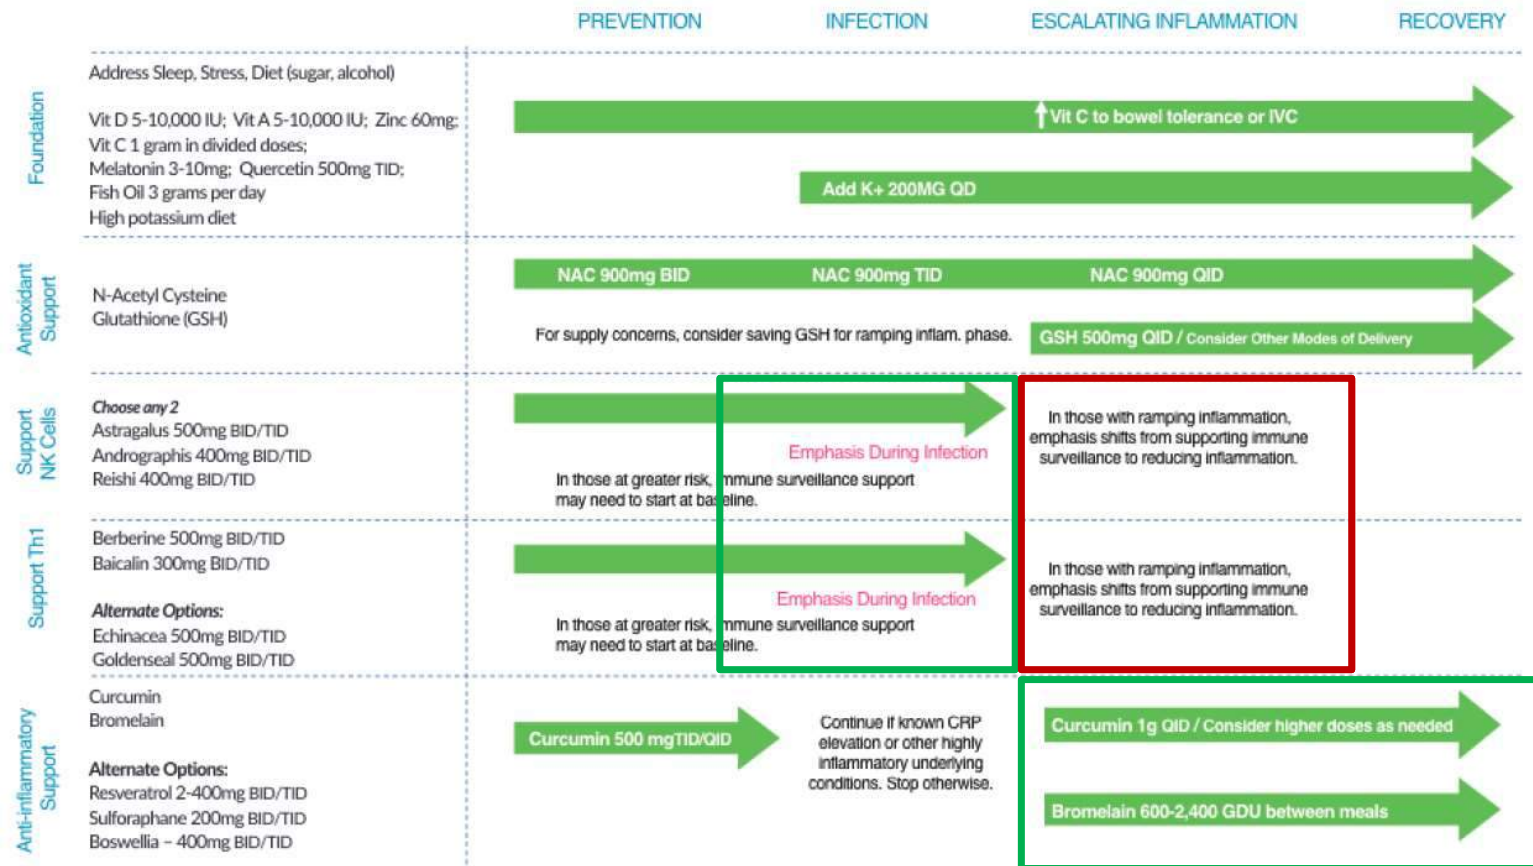 PREVENTION INFECTION ESCALATING INFLAMMATION RECOVERY
Foundation
Address Sleep, Stress, Diet (sugar, alcohol)
Vit D 5-10,000 IU; Vit A 5-10,000 IU; Zinc 60mg;
Vit C 1 gram in divided doses;
Melatonin 3-10mg; Quercetin 500mg TID;
Fish Oil 3 grams per day
High potassium diet
Vit C to bowel tolerance or IVC
Add K+ 200MG QD
Antioxidant
Support
N-Acetyl Cysteine
Glutathione (GSH)
NAC 900mg BID NAC 900mg TID NAC 900mg QID
For supply concerns, consider saving GSH for ramping inflam. phase.
GSH 500mg QID / Consider Other Modes of Delivery
Support
NK Cells
Choose any 2
Astragalus 500mg BID/TID
Andrographis 400mg BID/TID
Reishi 400mg BID/TID
Emphasis During Infection
In those at greater risk, immune surveillance support
may need to start at baseline.
In those with ramping inflammation,
emphasis shifts from supporting immune
surveillance to reducing inflammation.
Support Th1
Berberine 500mg BID/TID
Baicalin 300mg BID/TID
Alternate Options:
Echinacea 500mg BID/TID
Goldenseal 500mg BID/TID
Emphasis During Infection
In those at greater risk, immune surveillance support
may need to start at baseline.
In those with ramping inflammation,
emphasis shifts from supporting immune
surveillance to reducing inflammation.
Anti-inflammatory
Support
Curcumin
Bromelain
Alternate Options:
Resveratrol 2-400mg BID/TID
Sulforaphane 200mg BID/TID
Boswellia – 400mg BID/TID
Curcumin 500 mgTID/QID
Continue if known CRP
elevation or other highly
inflammatory underlying
conditions. Stop otherwise.
Curcumin 1g QID / Consider higher doses as needed
Bromelain 600-2,400 GDU between meals